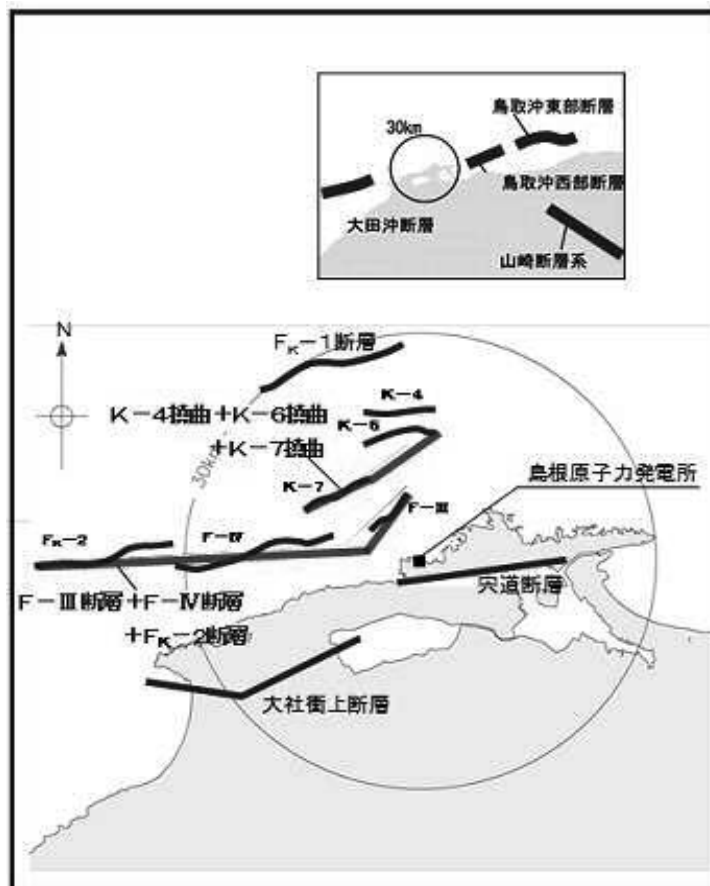 鳥取沖東部断層
30km
鳥取沖西部断層
大田沖断層
山崎断層系
N
FK-1断層
K-4
K-4撓曲+K-6撓曲
+K-7撓曲
K-6
K-7
30km
島根原子力発電所
F-Ⅲ
FK-2
F-Ⅳ
宍道断層
F-Ⅲ断層+F-Ⅳ断層
+FK-2断層
大社衝上断層